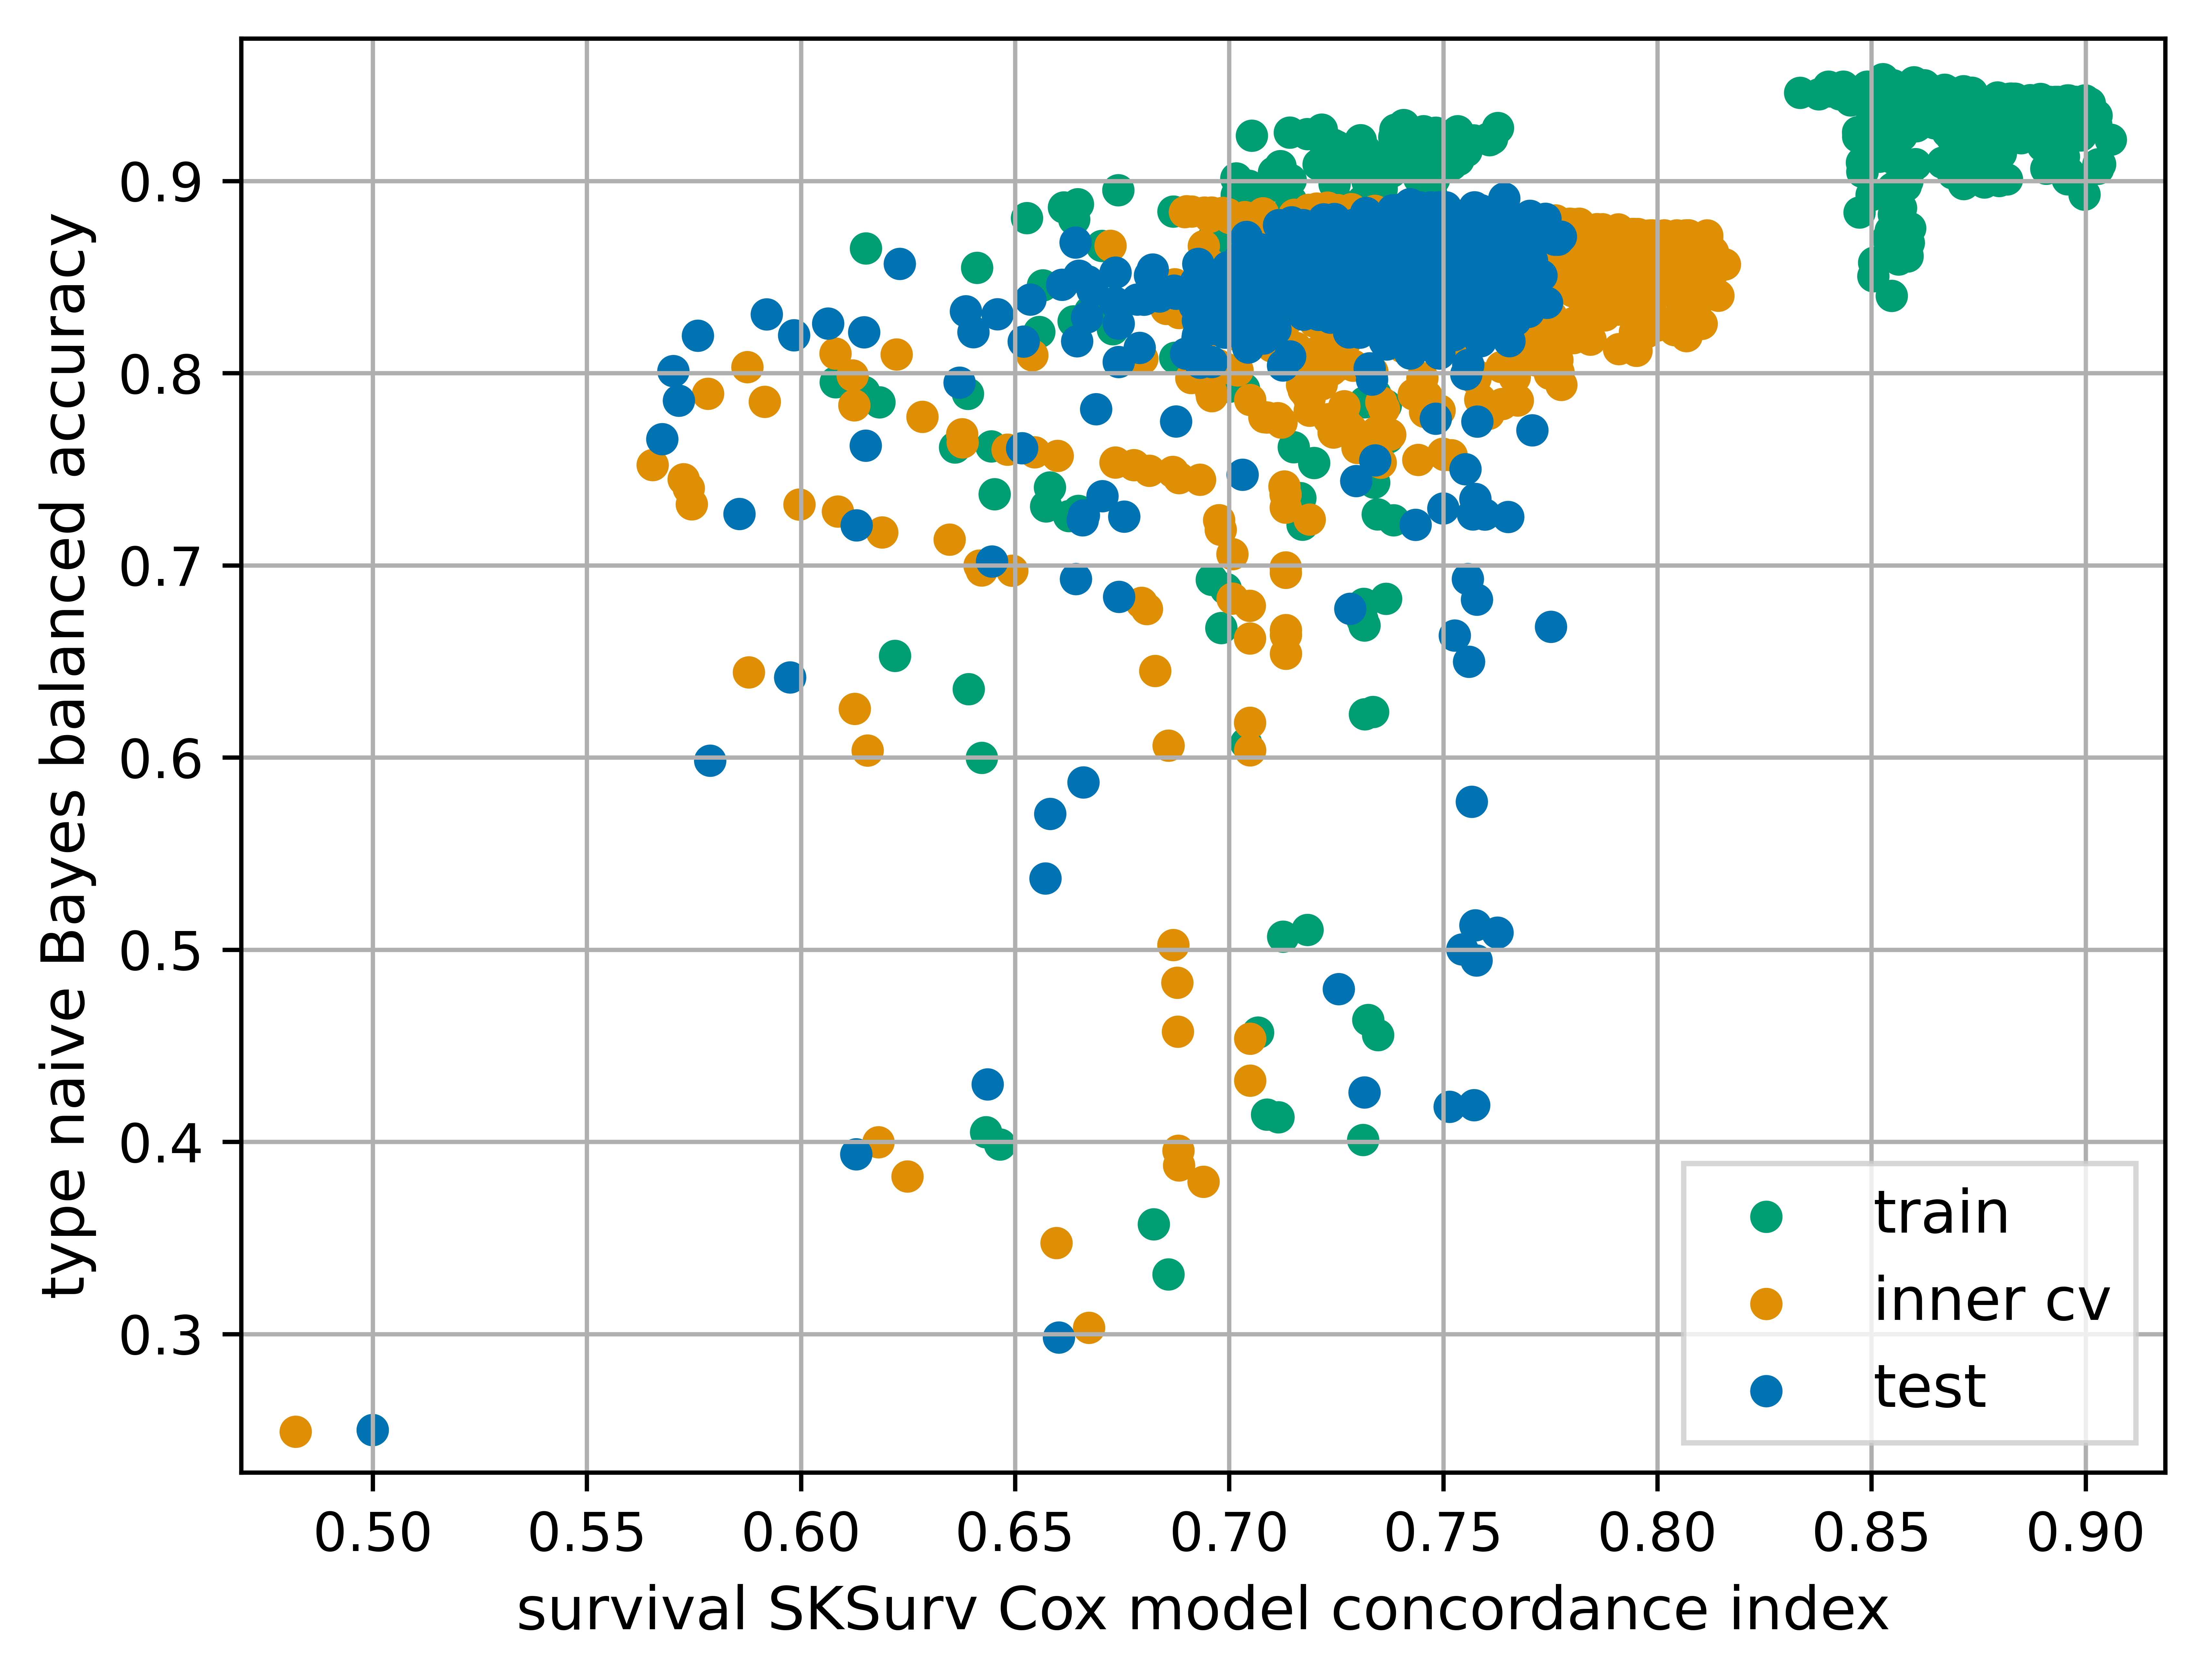 type naive Bayes balanced accuracy
0.9
0.8
0.7
0.6
0.5
0.4
0.3
train
inner cv
test
0.50 0.55 0.60 0.65 0.70 0.75 0.80 0.85 0.90
survival SKSurv Cox model concordance index